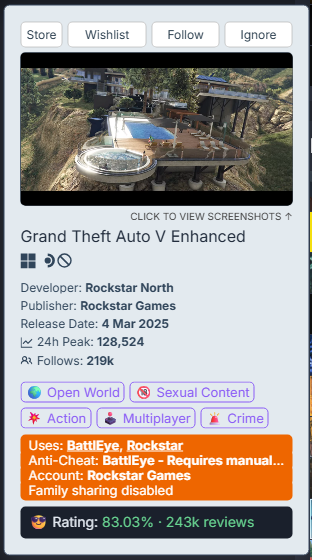 Store Wishlist Follow Ignore
CLICK TO VIEW SCREENSHOTS ↑
Grand Theft Auto V Enhanced
Developer: Rockstar North
Publisher: Rockstar Games
Release Date: 4 Mar 2025
24h Peak: 128,524
Follows: 219k
Open World Sexual Content
Action Multiplayer Crime
Uses: BattlEye, Rockstar
Anti-Cheat: BattlEye - Requires manual...
Account: Rockstar Games
Family sharing disabled
Rating: 83.03% · 243k reviews